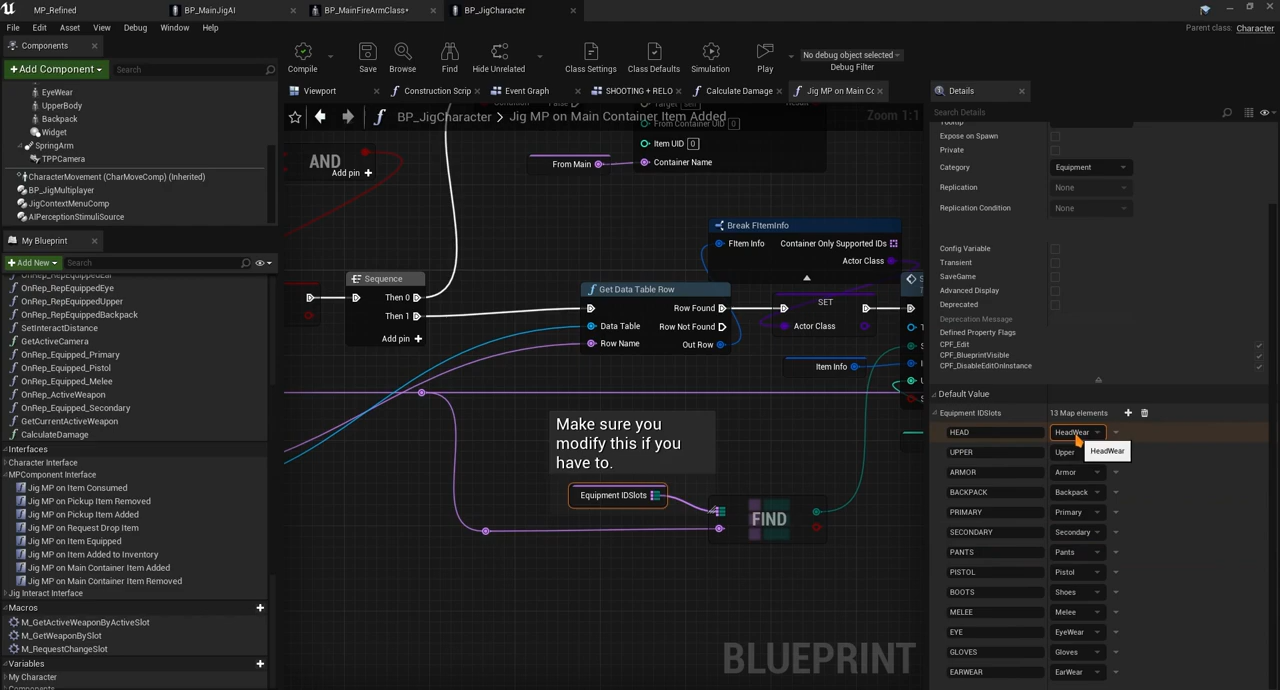 MP_Refined
BP_MainJigAI
BP_MainFireArmClass*
BP_JigCharacter
File
Edit
Asset
View
Debug
Window
Help
Parent class: Character
Components
+Add Component
Search
EyeWear
UpperBody
Backpack
Widget
SpringArm
TPPCamera
CharacterMovement (CharMoveComp) (Inherited)
BP_JigMultiplayer
JigContextMenuComp
AIPerceptionStimuliSource
My Blueprint
+Add New
Search
OnRep_RepEquippedEar
OnRep_RepEquippedEye
OnRep_RepEquippedUpper
OnRep_RepEquippedBackpack
SetInteractDistance
GetActiveCamera
OnRep_Equipped_Primary
OnRep_Equipped_Pistol
OnRep_Equipped_Melee
OnRep_ActiveWeapon
OnRep_Equipped_Secondary
GetCurrentActiveWeapon
CalculateDamage
Interfaces
Character Interface
MPComponent Interface
Jig MP on Item Consumed
Jig MP on Pickup Item Removed
Jig MP on Pickup Item Added
Jig MP on Request Drop Item
Jig MP on Item Equipped
Jig MP on Item Added to Inventory
Jig MP on Main Container Item Added
Jig MP on Main Container Item Removed
Jig Interact Interface
Macros
M_GetActiveWeaponByActiveSlot
M_GetWeaponBySlot
M_RequestChangeSlot
Variables
My Character
Compile
Save
Browse
Find
Hide Unrelated
Class Settings
Class Defaults
Simulation
Play
No debug object selected
Debug Filter
Viewport
Construction Scrip
Event Graph
SHOOTING + RELO
Calculate Damage
Jig MP on Main Cc
BP_JigCharacter > Jig MP on Main Container Item Added
Zoom 1:1
AND
Add pin +
From Container UID 0
Item UID 0
From Main
Container Name
Break FItemInfo
FItem Info
Container Only Supported IDs
Actor Class
Sequence
Then 0
Then 1
Add pin +
Get Data Table Row
Row Found
Data Table
Row Not Found
Row Name
Out Row
SET
Actor Class
Item Info
Make sure you
modify this if you
have to.
Equipment IDSlots
FIND
BLUEPRINT
Details
Search Details
Expose on Spawn
Private
Category
Equipment
Replication
None
Replication Condition
None
Config Variable
Transient
SaveGame
Advanced Display
Deprecated
Deprecation Message
Defined Property Flags
CPF_Edit
CPF_BlueprintVisible
CPF_DisableEditOnInstance
Default Value
Equipment IDSlots
13 Map elements
HEAD
HeadWear
HeadWear
UPPER
Upper
ARMOR
Armor
BACKPACK
Backpack
PRIMARY
Primary
SECONDARY
Secondary
PANTS
Pants
PISTOL
Pistol
BOOTS
Shoes
MELEE
Melee
EYE
EyeWear
GLOVES
Gloves
EARWEAR
EarWear